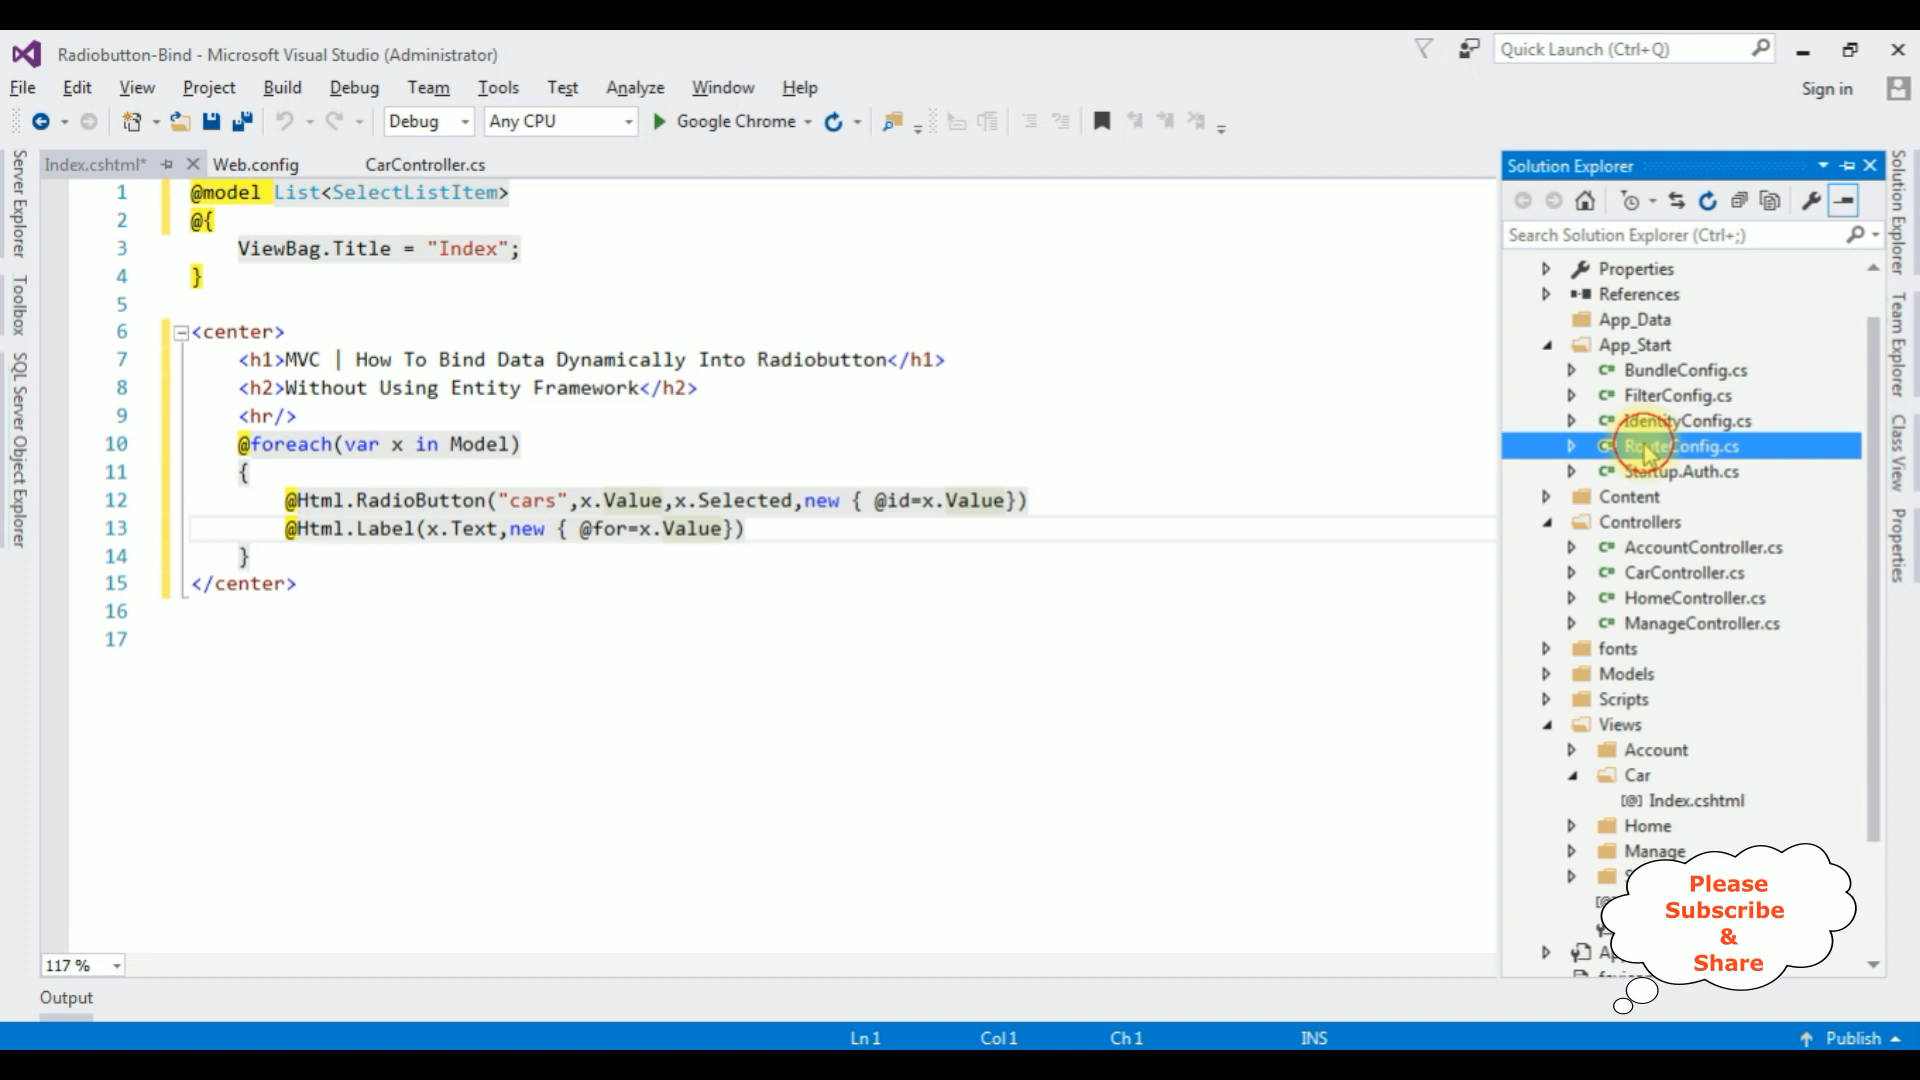 Radiobutton-Bind - Microsoft Visual Studio (Administrator)
Quick Launch (Ctrl+Q)
File Edit View Project Build Debug Team Tools Test Analyze Window Help
Sign in
Debug Any CPU Google Chrome
Index.cshtml* Web.config CarController.cs
1 @model List<SelectListItem>
2 @{
3 ViewBag.Title = "Index";
4 }
5
6 <center>
7 <h1>MVC | How To Bind Data Dynamically Into Radiobutton</h1>
8 <h2>Without Using Entity Framework</h2>
9 <hr/>
10 @foreach(var x in Model)
11 {
12 @Html.RadioButton("cars",x.Value,x.Selected,new { @id=x.Value})
13 @Html.Label(x.Text,new { @for=x.Value})
14 }
15 </center>
16
17
117 %
Output
Server Explorer
Toolbox
SQL Server Object Explorer
Solution Explorer
Search Solution Explorer (Ctrl+;)
Properties
References
App_Data
App_Start
BundleConfig.cs
FilterConfig.cs
IdentityConfig.cs
RouteConfig.cs
Startup.Auth.cs
Content
Controllers
AccountController.cs
CarController.cs
HomeController.cs
ManageController.cs
fonts
Models
Scripts
Views
Account
Car
[@] Index.cshtml
Home
Manage
Please
Subscribe
&
Share
Solution Explorer
Team Explorer
Class View
Properties
Ln 1 Col 1 Ch 1 INS Publish